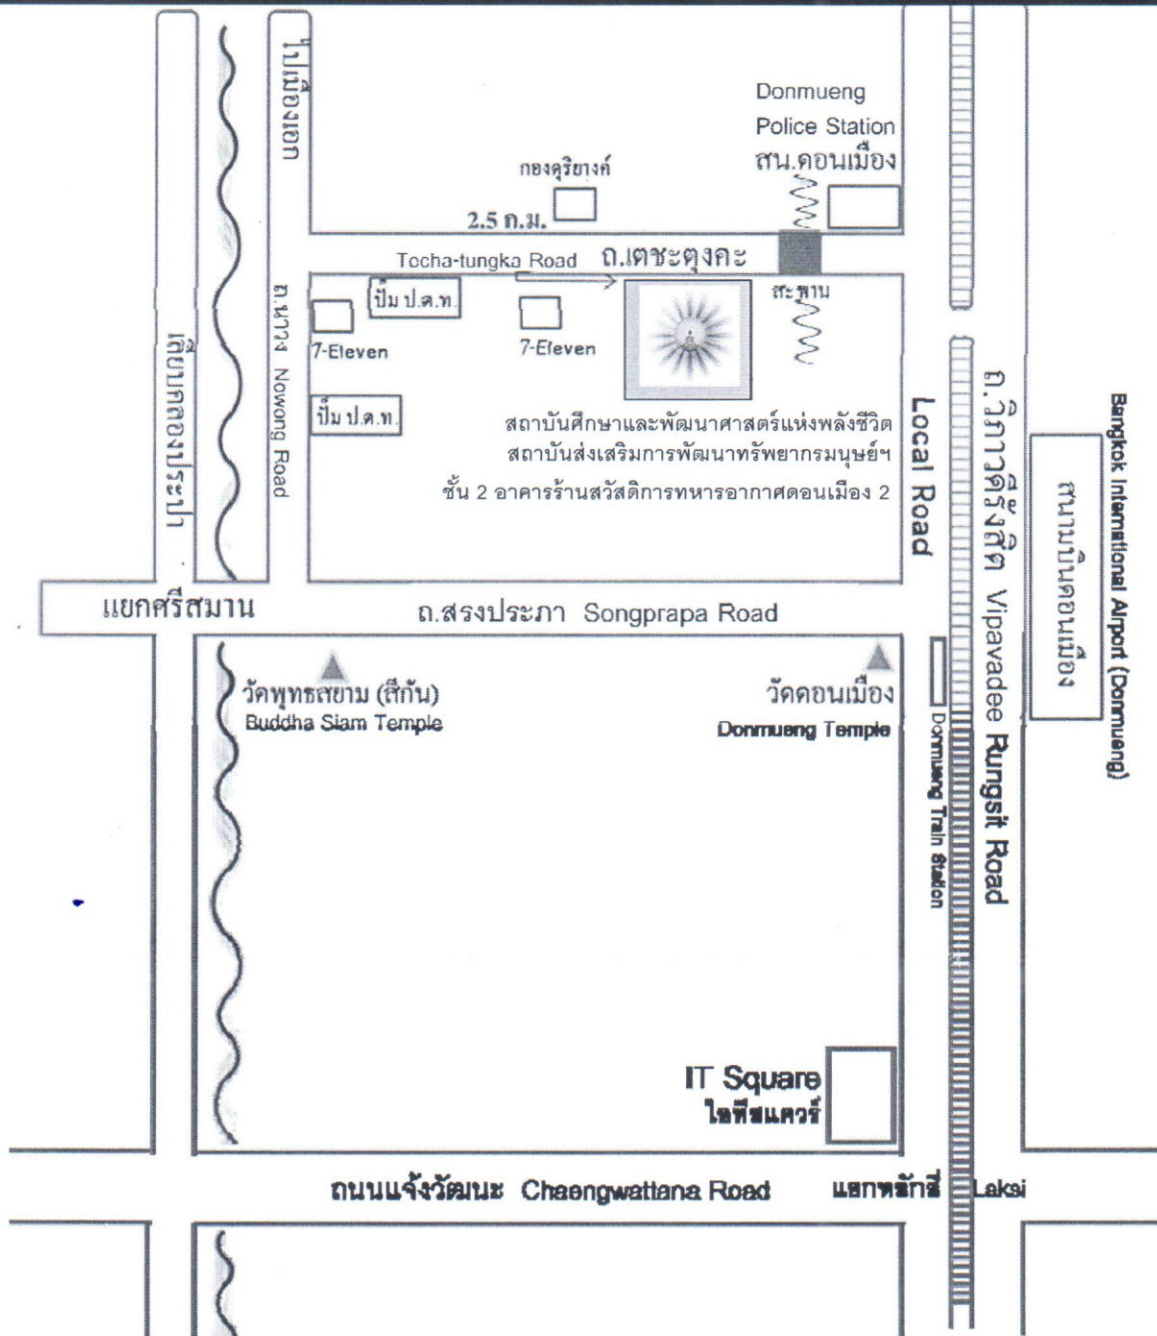 ไปเมืองเอก
Donmueng
Police Station
สน.ดอนเมือง
กองดุริยางค์
2.5 ก.ม.
Techa-tungka Road ถ.เตชะตุงคะ
สะพาน
ปั๊ม ป.ต.ท.
7-Eleven
7-Eleven
ปั๊ม ป.ต.ท.
ถ.นาวง Nowong Road
เลียบคลองประปา
สถาบันศึกษาและพัฒนาศาสตร์แห่งพลังชีวิต
สถาบันส่งเสริมการพัฒนาทรัพยากรมนุษย์ฯ
ชั้น 2 อาคารร้านสวัสดิการทหารอากาศดอนเมือง 2
Local Road
ถ.วิภาวดีรังสิต Vipavadee Rungsit Road
สนามบินดอนเมือง
Bangkok International Airport (Donmueng)
แยกศรีสมาน
ถ.สรงประภา Songprapa Road
วัดพุทธสยาม (สีกัน)
Buddha Siam Temple
วัดดอนเมือง
Donmueng Temple
Donmueng Train Station
IT Square
ไอทีสแควร์
ถนนแจ้งวัฒนะ Chaengwattana Road
แยกหลักสี่ Laksi